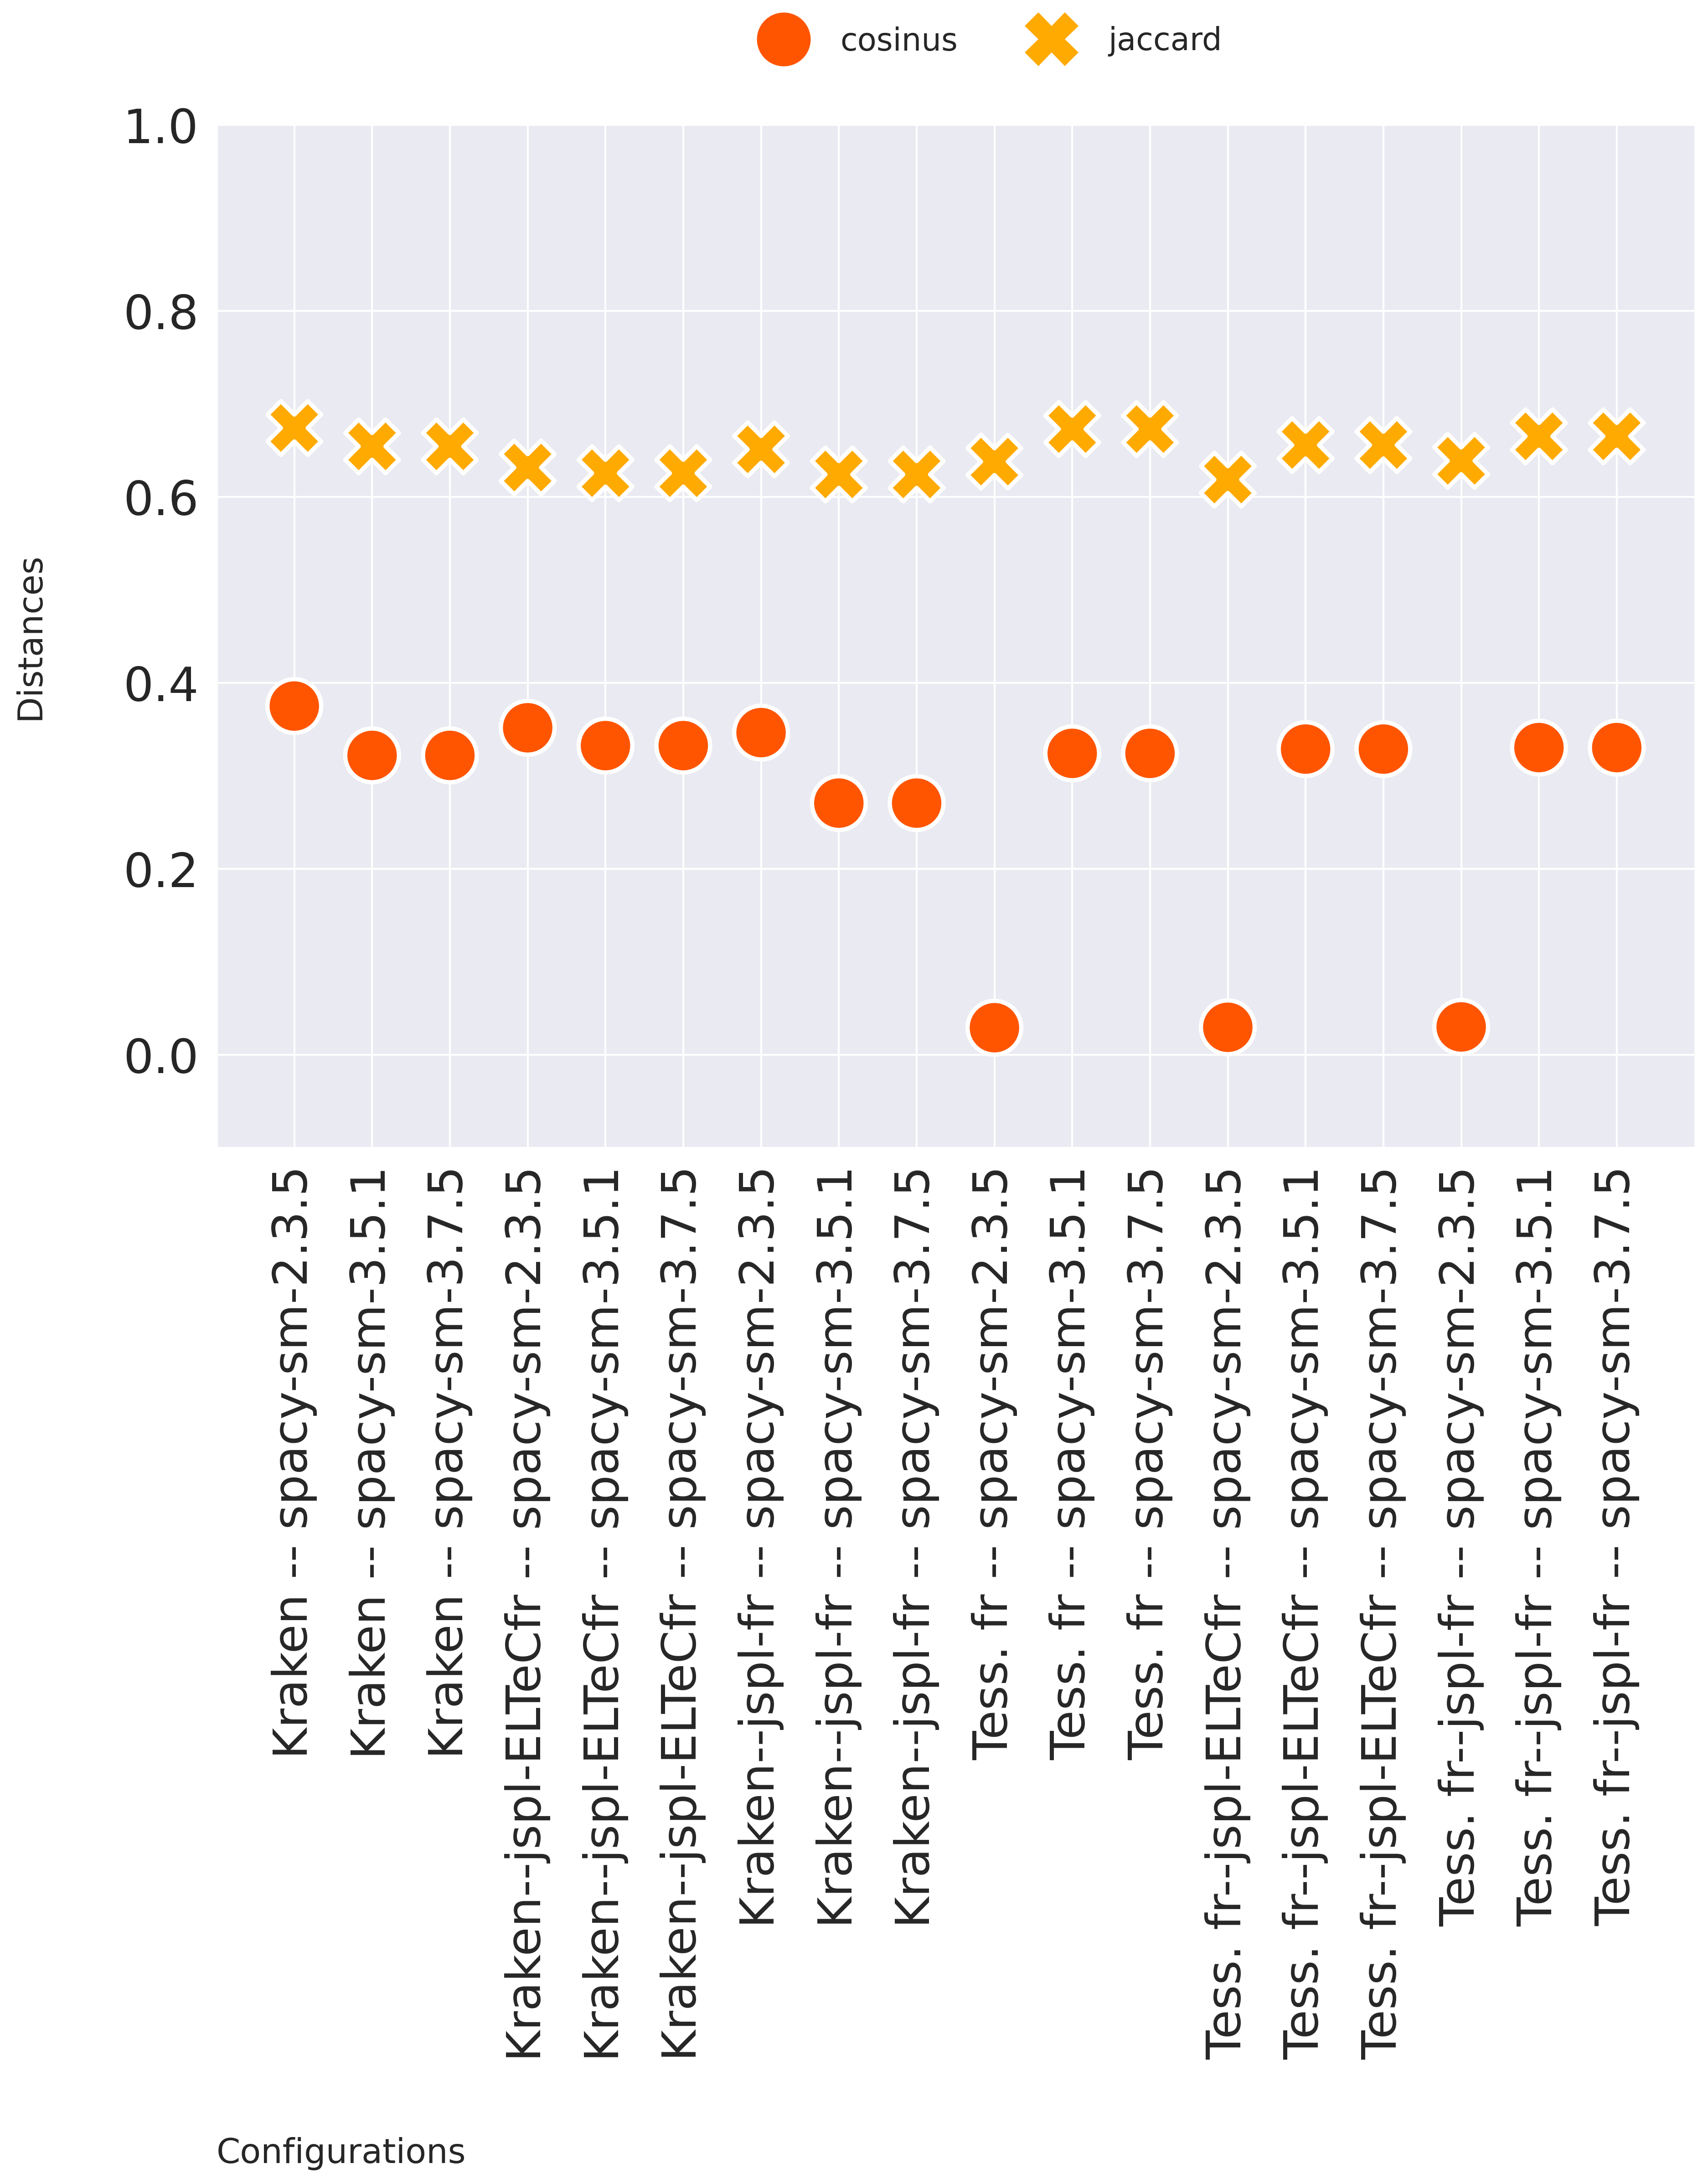 cosinus
jaccard
1.0
0.8
0.6
0.4
0.2
0.0
Distances
Kraken -- spacy-sm-2.3.5
Kraken -- spacy-sm-3.5.1
Kraken -- spacy-sm-3.7.5
Kraken--jspl-ELTeCfr -- spacy-sm-2.3.5
Kraken--jspl-ELTeCfr -- spacy-sm-3.5.1
Kraken--jspl-ELTeCfr -- spacy-sm-3.7.5
Kraken--jspl-fr -- spacy-sm-2.3.5
Kraken--jspl-fr -- spacy-sm-3.5.1
Kraken--jspl-fr -- spacy-sm-3.7.5
Tess. fr -- spacy-sm-2.3.5
Tess. fr -- spacy-sm-3.5.1
Tess. fr -- spacy-sm-3.7.5
Tess. fr--jspl-ELTeCfr -- spacy-sm-2.3.5
Tess. fr--jspl-ELTeCfr -- spacy-sm-3.5.1
Tess. fr--jspl-ELTeCfr -- spacy-sm-3.7.5
Tess. fr--jspl-fr -- spacy-sm-2.3.5
Tess. fr--jspl-fr -- spacy-sm-3.5.1
Tess. fr--jspl-fr -- spacy-sm-3.7.5
Configurations